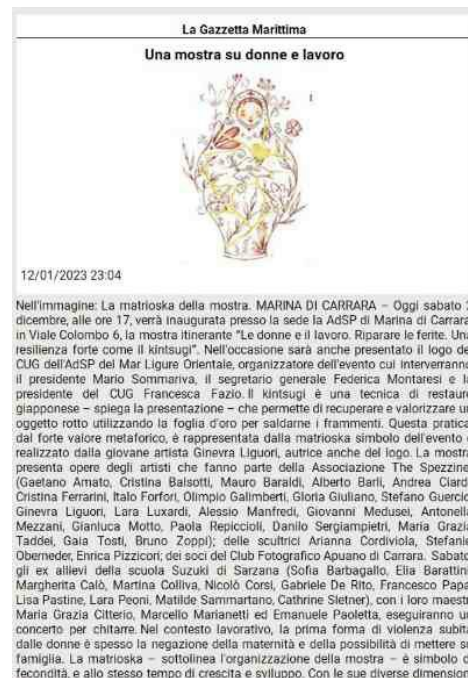 La Gazzetta Marittima
Una mostra su donne e lavoro
12/01/2023 23:04
Nell'immagine: La matrioska della mostra. MARINA DI CARRARA – Oggi sabato
dicembre, alle ore 17, verrà inaugurata presso la sede la AdSP di Marina di Carrara
in Viale Colombo 6, la mostra itinerante "Le donne e il lavoro. Riparare le ferite. Una
resilienza forte come il kintsugi". Nell'occasione sarà anche presentato il logo del
CUG dell'AdSP del Mar Ligure Orientale, organizzatore dell'evento cui interverranno
il presidente Mario Sommariva, il segretario generale Federica Montaresi e la
presidente del CUG Francesca Fazio. Il kintsugi è una tecnica di restauro
giapponese – spiega la presentazione – che permette di recuperare e valorizzare un
oggetto rotto utilizzando la foglia d'oro per saldarne i frammenti. Questa pratica,
dal forte valore metaforico, è rappresentata dalla matrioska simbolo dell'evento
realizzato dalla giovane artista Ginevra Liguori, autrice anche del logo. La mostra
presenta opere degli artisti che fanno parte della Associazione The Spezziner
(Gaetano Amato, Cristina Balsotti, Mauro Baraldi, Alberto Barli, Andrea Ciardi
Cristina Ferrarini, Italo Forfori, Olimpio Galimberti, Gloria Giuliano, Stefano Guercio
Ginevra Liguori, Lara Luxardi, Alessio Manfredi, Giovanni Medusei, Antonella
Mezzani, Gianluca Motto, Paola Repiccioli, Danilo Sergiampietri, Maria Grazia
Taddei, Gaia Tosti, Bruno Zoppi); delle scultrici Arianna Cordiviola, Stefanie
Oberneder, Enrica Pizzicori; dei soci del Club Fotografico Apuano di Carrara. Sabato
gli ex allievi della scuola Suzuki di Sarzana (Sofia Barbagallo, Elia Barattini
Margherita Calò, Martina Colliva, Nicolò Corsi, Gabriele De Rito, Francesco Papa
Lisa Pastine, Lara Peoni, Matilde Sammartano, Cathrine Sletner), con i loro maestri
Maria Grazia Citterio, Marcello Marianetti ed Emanuele Paoletta, eseguiranno un
concerto per chitarre. Nel contesto lavorativo, la prima forma di violenza subita
dalle donne è spesso la negazione della maternità e della possibilità di mettere su
famiglia. La matrioska – sottolinea l'organizzazione della mostra – è simbolo
fecondità, e allo stesso tempo di crescita e sviluppo. Con le sue diverse dimensioni